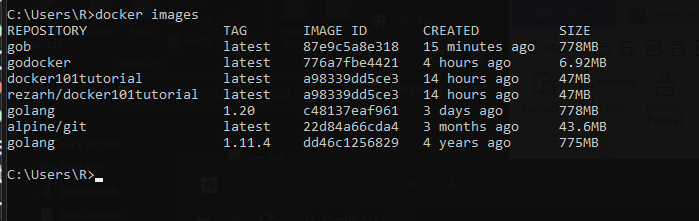 C:\Users\R>docker images
REPOSITORY TAG IMAGE ID CREATED SIZE
gob latest 87e9c5a8e318 15 minutes ago 778MB
godocker latest 776a7fbe4421 4 hours ago 6.92MB
docker101tutorial latest a98339dd5ce3 14 hours ago 47MB
rezarh/docker101tutorial latest a98339dd5ce3 14 hours ago 47MB
golang 1.20 c48137eaf961 3 days ago 778MB
alpine/git latest 22d84a66cda4 3 months ago 43.6MB
golang 1.11.4 dd46c1256829 4 years ago 775MB
C:\Users\R>